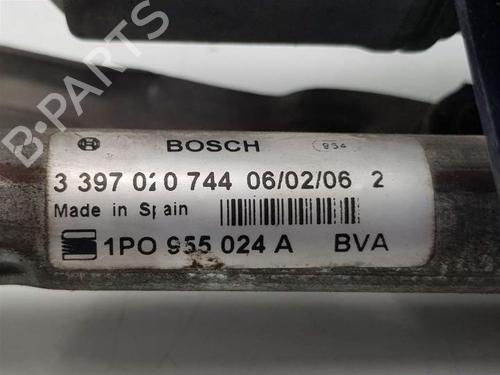 BOSCH 934
3 397 020 744 06/02/06 2
Made in Spain
1PO 955 024 A BVA
B-PARTS